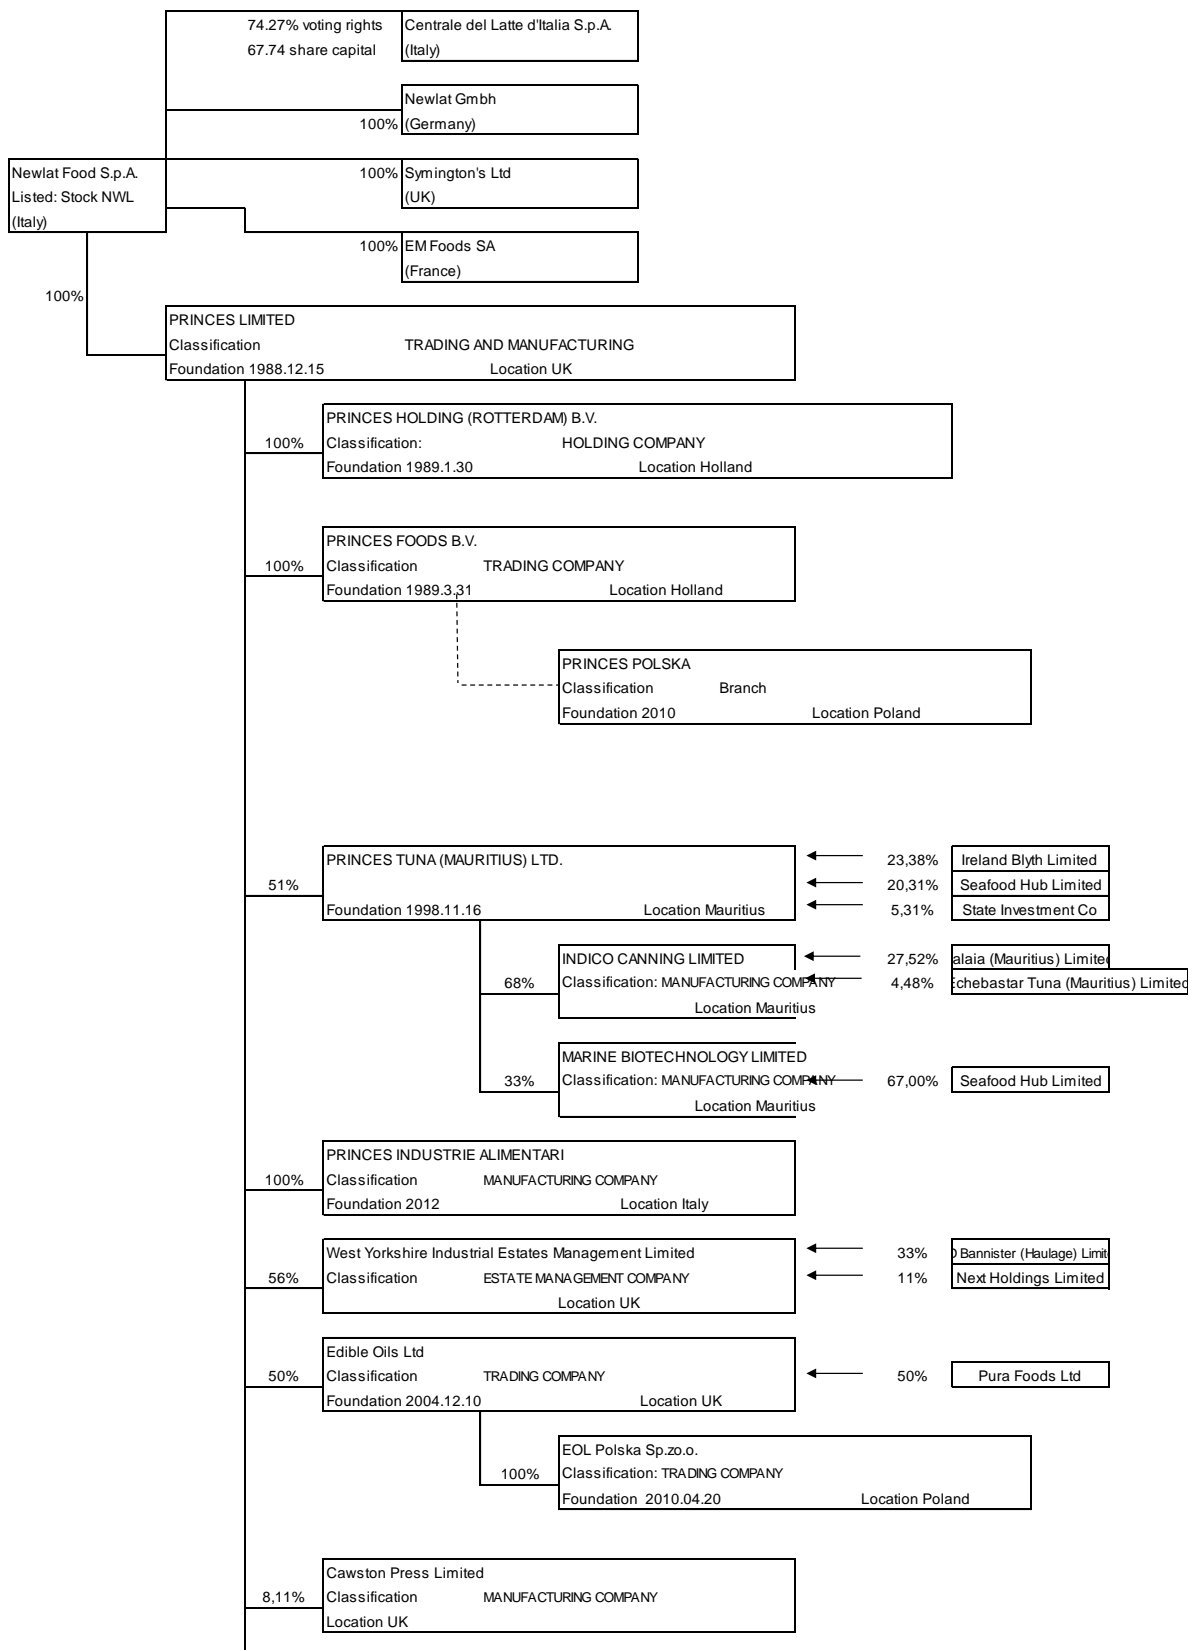 74.27% voting rights Centrale del Latte d'Italia S.p.A.
67.74 share capital (Italy)
Newlat Gmbh
100% (Germany)
Newlat Food S.p.A.
Listed: Stock NWL
(Italy)
100% Symington's Ltd
(UK)
100% EM Foods SA
(France)
100%
PRINCES LIMITED
Classification TRADING AND MANUFACTURING
Foundation 1988.12.15 Location UK
PRINCES HOLDING (ROTTERDAM) B.V.
100% Classification: HOLDING COMPANY
Foundation 1989.1.30 Location Holland
PRINCES FOODS B.V.
100% Classification TRADING COMPANY
Foundation 1989.3.31 Location Holland
PRINCES POLSKA
Classification Branch
Foundation 2010 Location Poland
PRINCES TUNA (MAURITIUS) LTD. 23,38% Ireland Blyth Limited
51% 20,31% Seafood Hub Limited
Foundation 1998.11.16 Location Mauritius 5,31% State Investment Co
INDICO CANNING LIMITED 27,52% alaia (Mauritius) Limited
68% Classification: MANUFACTURING COMPANY 4,48% Echebastar Tuna (Mauritius) Limited
Location Mauritius
MARINE BIOTECHNOLOGY LIMITED
33% Classification: MANUFACTURING COMPANY 67,00% Seafood Hub Limited
Location Mauritius
PRINCES INDUSTRIE ALIMENTARI
100% Classification MANUFACTURING COMPANY
Foundation 2012 Location Italy
West Yorkshire Industrial Estates Management Limited 33% Bannister (Haulage) Limit
56% Classification ESTATE MANAGEMENT COMPANY 11% Next Holdings Limited
Location UK
Edible Oils Ltd
50% Classification TRADING COMPANY 50% Pura Foods Ltd
Foundation 2004.12.10 Location UK
EOL Polska Sp.zo.o.
100% Classification: TRADING COMPANY
Foundation 2010.04.20 Location Poland
Cawston Press Limited
8,11% Classification MANUFACTURING COMPANY
Location UK